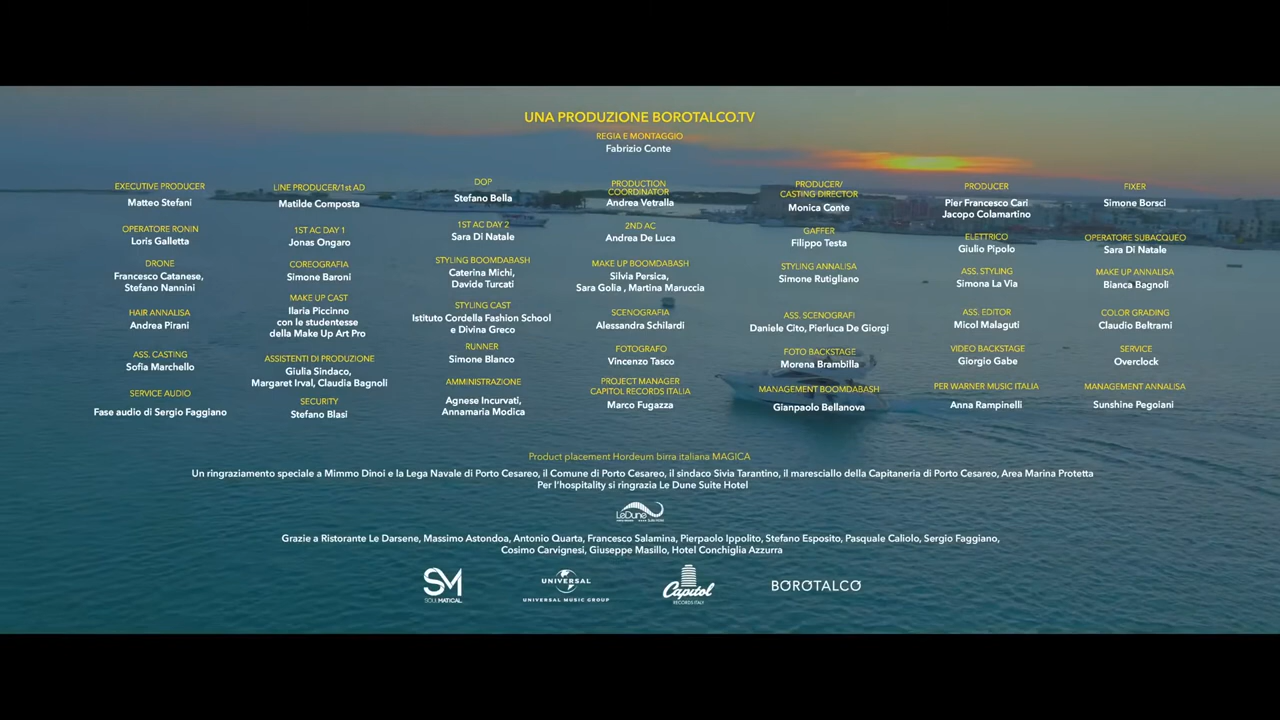 UNA PRODUZIONE BOROTALCO.TV
REGIA E MONTAGGIO
Fabrizio Conte
EXECUTIVE PRODUCER
Matteo Stefani
LINE PRODUCER/1st AD
Matilde Composta
DOP
Stefano Bella
PRODUCTION
COORDINATOR
Andrea Vetralla
PRODUCER/
CASTING DIRECTOR
Monica Conte
PRODUCER
Pier Francesco Cari
Jacopo Colamartino
FIXER
Simone Borsci
OPERATORE RONIN
Loris Galletta
1ST AC DAY 1
Jonas Ongaro
1ST AC DAY 2
Sara Di Natale
2ND AC
Andrea De Luca
GAFFER
Filippo Testa
ELETTRICO
Giulio Pipolo
OPERATORE SUBACQUEO
Sara Di Natale
DRONE
Francesco Catanese,
Stefano Nannini
COREOGRAFIA
Simone Baroni
STYLING BOOMDABASH
Caterina Michi,
Davide Turcati
MAKE UP BOOMDABASH
Silvia Persica,
Sara Golia , Martina Maruccia
STYLING ANNALISA
Simone Rutigliano
ASS. STYLING
Simona La Via
MAKE UP ANNALISA
Bianca Bagnoli
HAIR ANNALISA
Andrea Pirani
MAKE UP CAST
Ilaria Piccinno
con le studentesse
della Make Up Art Pro
STYLING CAST
Istituto Cordella Fashion School
e Divina Greco
SCENOGRAFIA
Alessandra Schilardi
ASS. SCENOGRAFI
Daniele Cito, Pierluca De Giorgi
ASS. EDITOR
Micol Malaguti
COLOR GRADING
Claudio Beltrami
ASS. CASTING
Sofia Marchello
ASSISTENTI DI PRODUZIONE
Giulia Sindaco,
Margaret Irval, Claudia Bagnoli
RUNNER
Simone Blanco
FOTOGRAFO
Vincenzo Tasco
FOTO BACKSTAGE
Morena Brambilla
VIDEO BACKSTAGE
Giorgio Gabe
SERVICE
Overclock
SERVICE AUDIO
Fase audio di Sergio Faggiano
SECURITY
Stefano Blasi
AMMINISTRAZIONE
Agnese Incurvati,
Annamaria Modica
PROJECT MANAGER
CAPITOL RECORDS ITALIA
Marco Fugazza
MANAGEMENT BOOMDABASH
Gianpaolo Bellanova
PER WARNER MUSIC ITALIA
Anna Rampinelli
MANAGEMENT ANNALISA
Sunshine Pegoiani
Product placement Hordeum birra italiana MAGICA
Un ringraziamento speciale a Mimmo Dinoi e la Lega Navale di Porto Cesareo, il Comune di Porto Cesareo, il sindaco Sivia Tarantino, il maresciallo della Capitaneria di Porto Cesareo, Area Marina Protetta
Per l'hospitality si ringrazia Le Dune Suite Hotel
LeDune
Grazie a Ristorante Le Darsene, Massimo Astondoa, Antonio Quarta, Francesco Salamina, Pierpaolo Ippolito, Stefano Esposito, Pasquale Caliolo, Sergio Faggiano,
Cosimo Carvignesi, Giuseppe Masillo, Hotel Conchiglia Azzurra
SM
SOULMATICAL
UNIVERSAL
UNIVERSAL MUSIC GROUP
Capitol
RECORDS ITALY
BOROTALCO